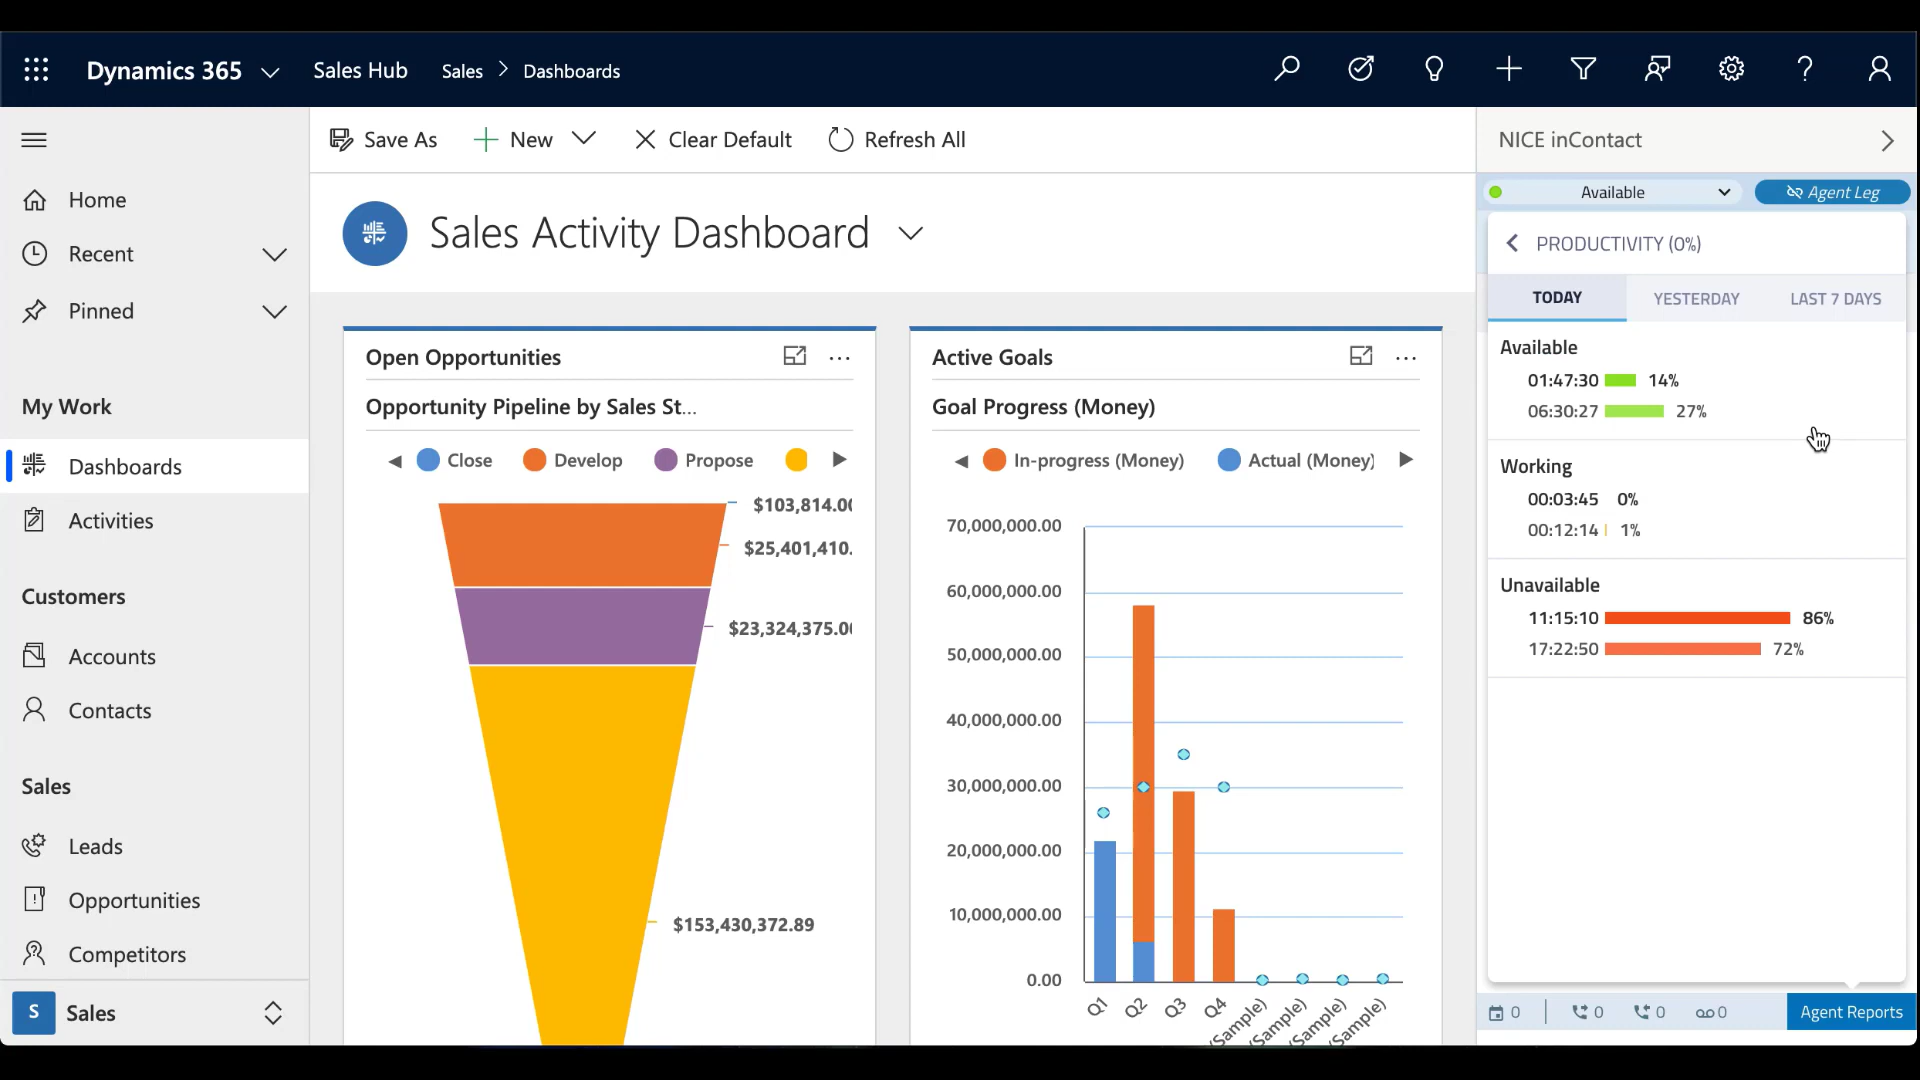 Dynamics 365
Sales Hub
Sales > Dashboards
Save As
New
Clear Default
Refresh All
Home
Recent
Pinned
My Work
Dashboards
Activities
Customers
Accounts
Contacts
Sales
Leads
Opportunities
Competitors
S Sales
Sales Activity Dashboard
Open Opportunities
Opportunity Pipeline by Sales St...
Close Develop Propose
$103,814.00
$25,401,410.
$23,324,375.00
$153,430,372.89
Active Goals
Goal Progress (Money)
In-progress (Money) Actual (Money)
70,000,000.00
60,000,000.00
50,000,000.00
40,000,000.00
30,000,000.00
20,000,000.00
10,000,000.00
0.00
Q1 Q2 Q3 Q4 (Sample) (Sample) (Sample) (Sample)
NICE inContact
Available
Agent Leg
PRODUCTIVITY (0%)
TODAY YESTERDAY LAST 7 DAYS
Available
01:47:30 14%
06:30:27 27%
Working
00:03:45 0%
00:12:14 1%
Unavailable
11:15:10 86%
17:22:50 72%
0 0 0 0
Agent Reports